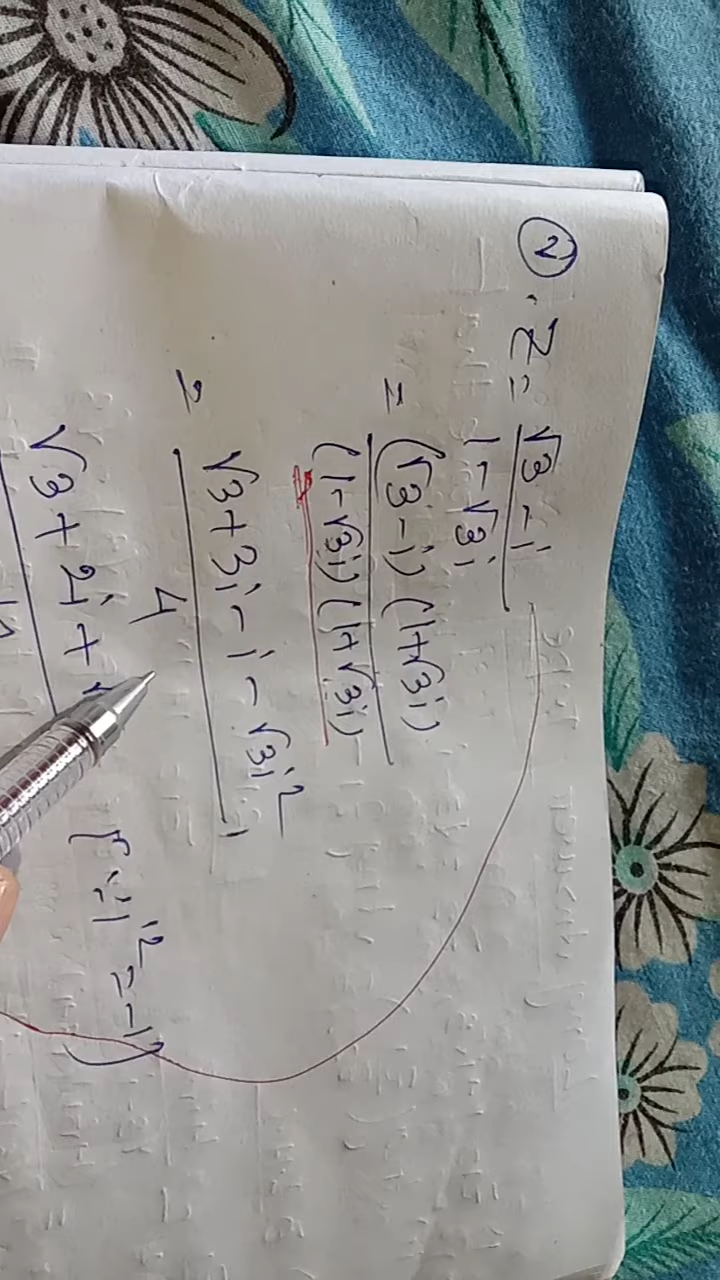 (2). Z = √3 - i / 1 - √3i
= (√3 - i) (1+√3i) / (1-√3i) (1+√3i)
= √3 + 3i - i - √3i² / 4
√3 + 2i + [∵ i² = -1)